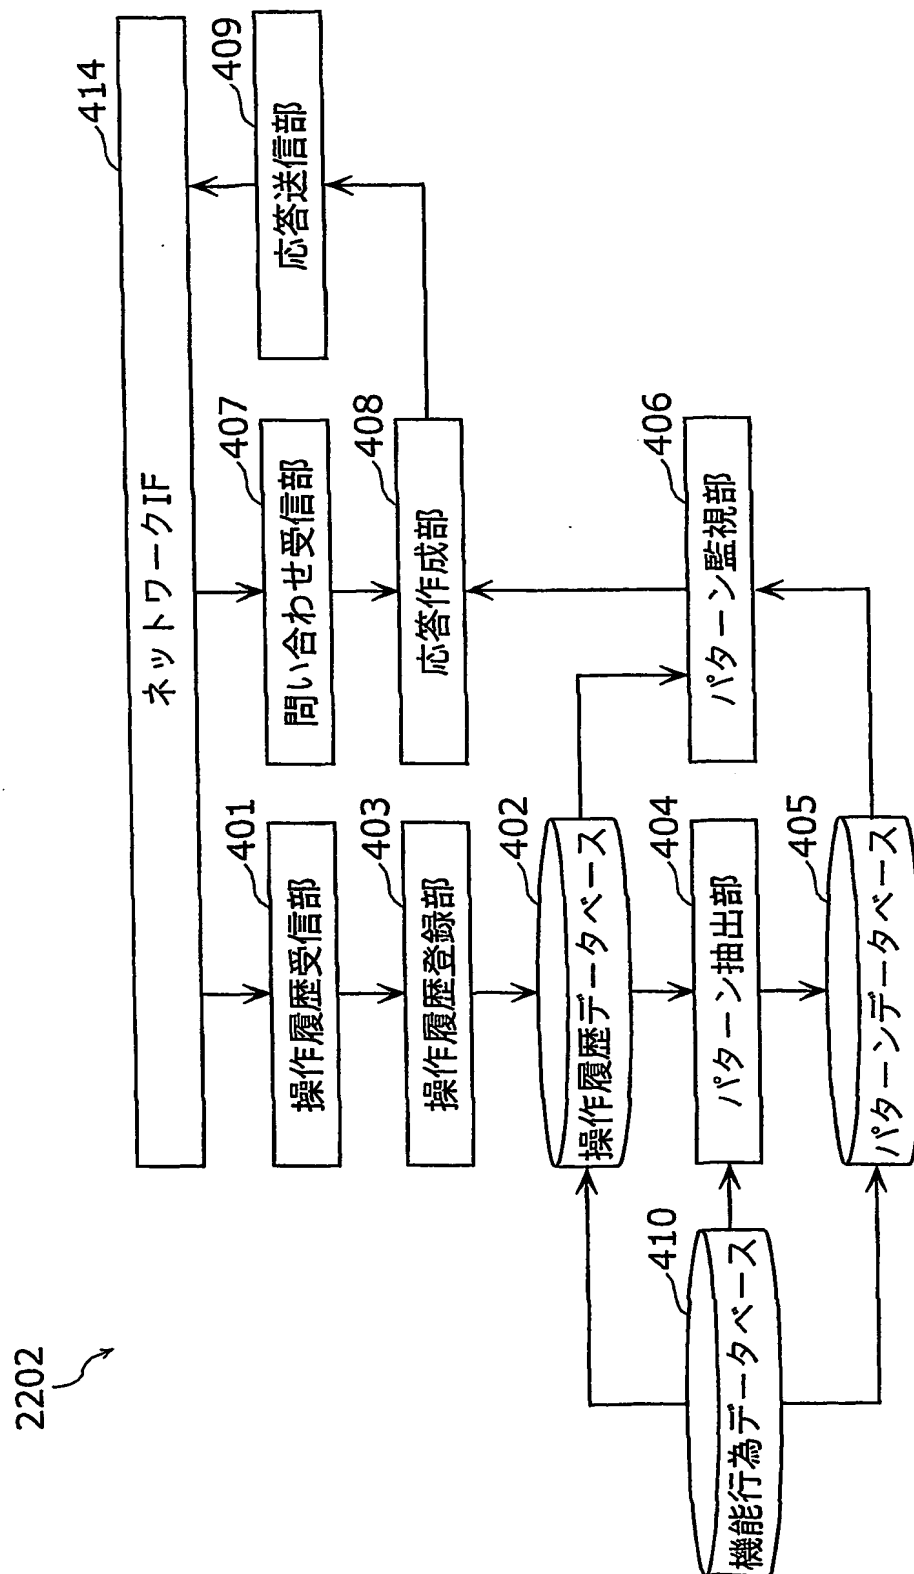 2202
414
ネットワークIF
401
操作履歴受信部
407
問い合わせ受信部
409
応答送信部
403
操作履歴登録部
408
応答作成部
402
操作履歴データベース
410
機能行為データベース
404
パターン抽出部
406
パターン監視部
405
パターンデータベース